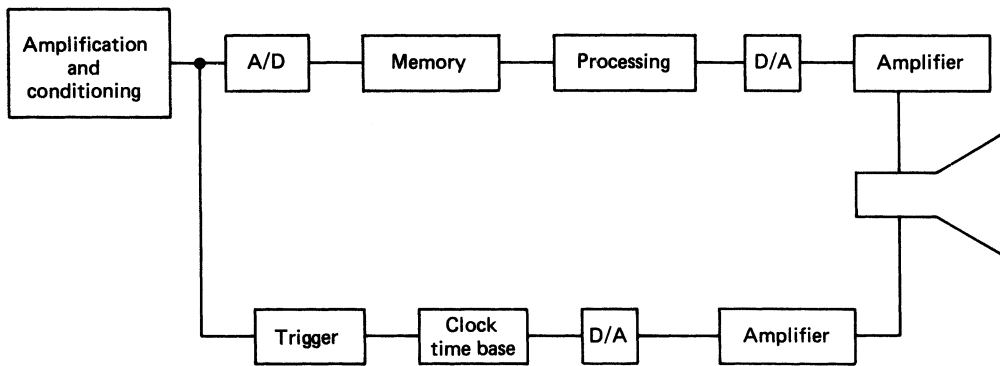 Amplification
and
conditioning
A/D
Memory
Processing
D/A
Amplifier
Trigger
Clock
time base
D/A
Amplifier